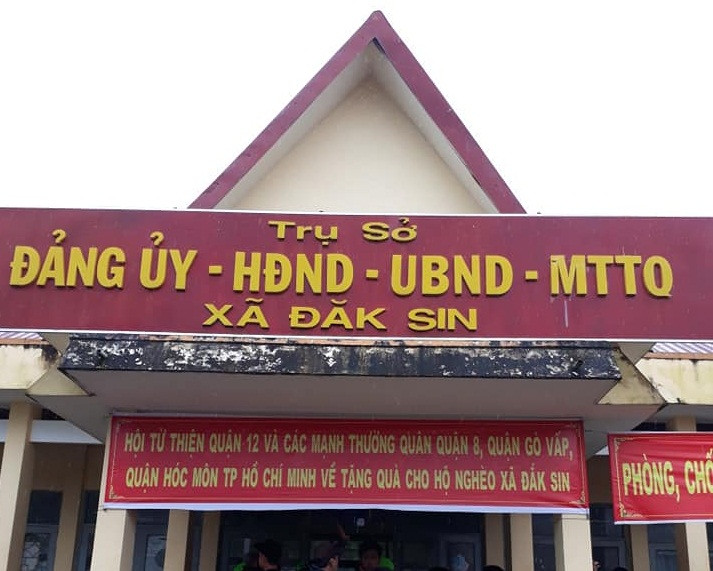 Trụ Sở
ĐẢNG ỦY - HĐND - UBND - MTTQ
XÃ ĐĂK SIN
HỘI TỪ THIỆN QUẬN 12 VÀ CÁC MẠNH THƯỜNG QUÂN QUẬN 8, QUẬN GÒ VẤP,
QUẬN HÓC MÔN TP HỒ CHÍ MINH VỀ TẶNG QUÀ CHO HỘ NGHÈO XÃ ĐẮK SIN
PHÒNG, CHỐ